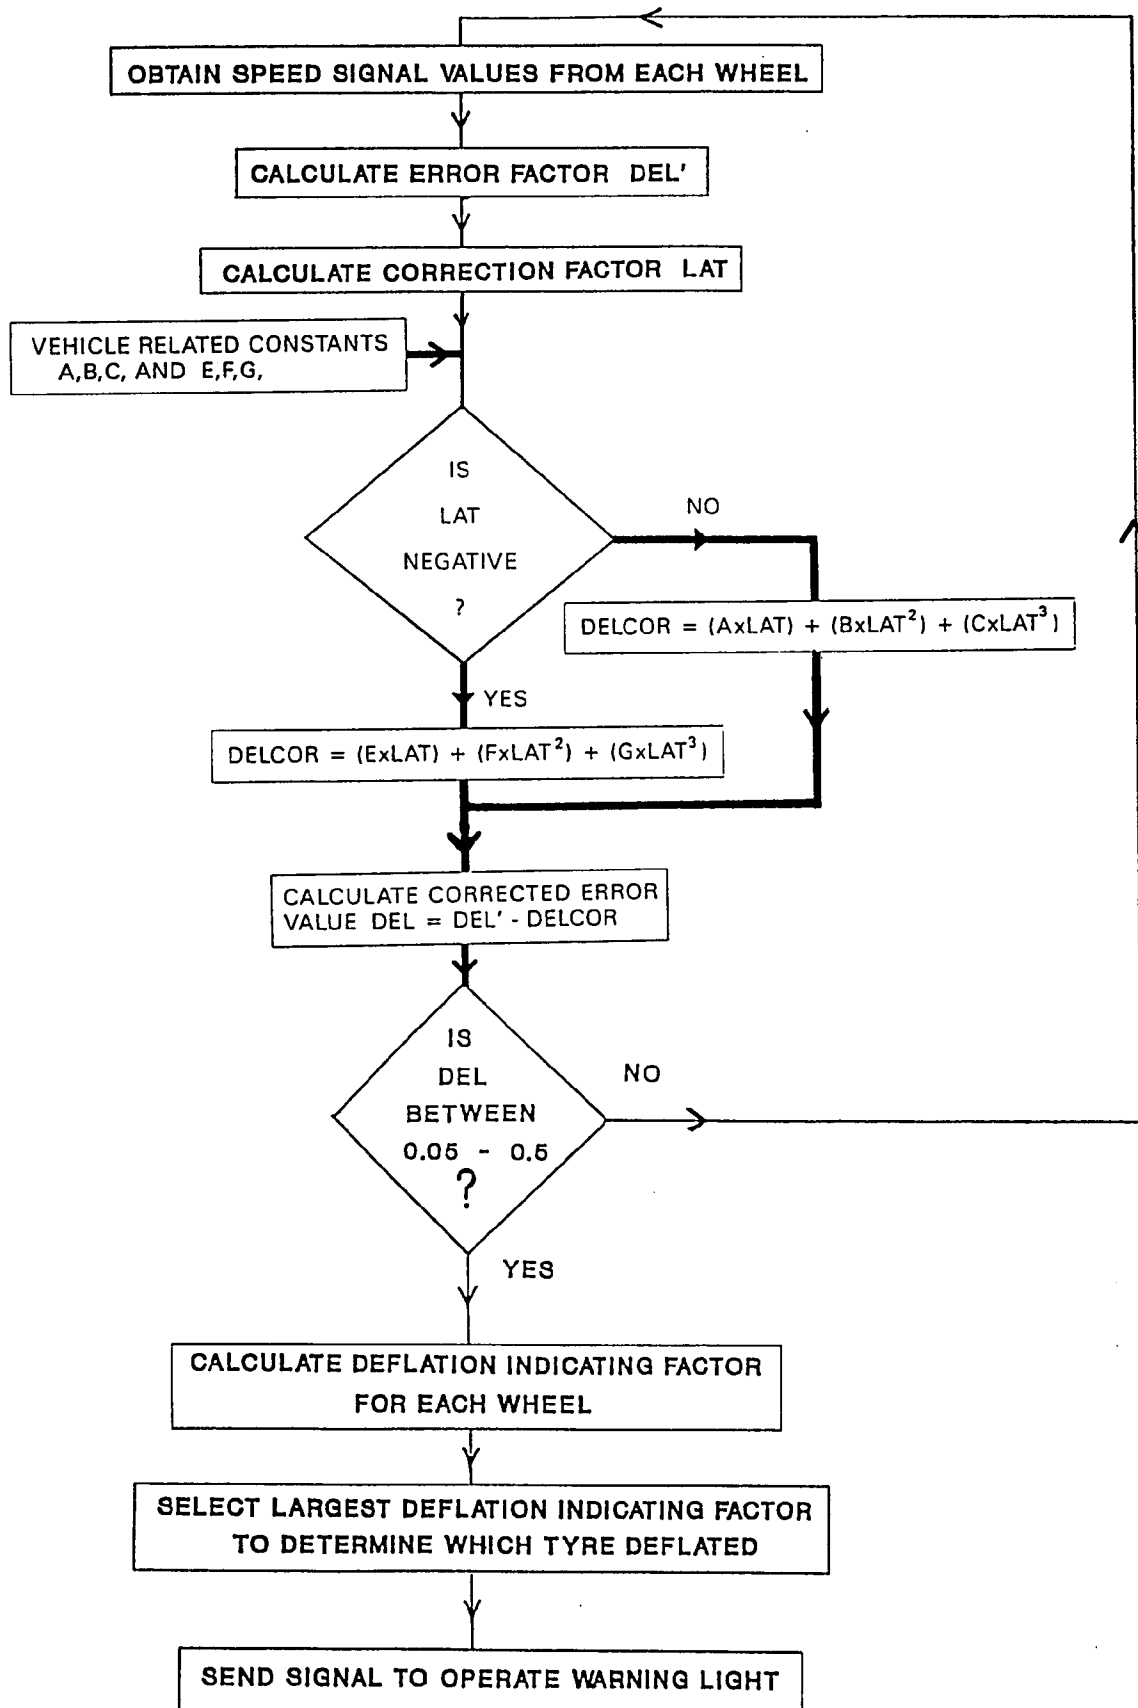 OBTAIN SPEED SIGNAL VALUES FROM EACH WHEEL
CALCULATE ERROR FACTOR DEL'
CALCULATE CORRECTION FACTOR LAT
VEHICLE RELATED CONSTANTS
A,B,C, AND E,F,G,
IS
LAT
NEGATIVE
?
NO
DELCOR = (AxLAT) + (BxLAT²) + (CxLAT³)
YES
DELCOR = (ExLAT) + (FxLAT²) + (GxLAT³)
CALCULATE CORRECTED ERROR
VALUE DEL = DEL' - DELCOR
IS
DEL
BETWEEN
0.05 - 0.5
?
NO
YES
CALCULATE DEFLATION INDICATING FACTOR
FOR EACH WHEEL
SELECT LARGEST DEFLATION INDICATING FACTOR
TO DETERMINE WHICH TYRE DEFLATED
SEND SIGNAL TO OPERATE WARNING LIGHT